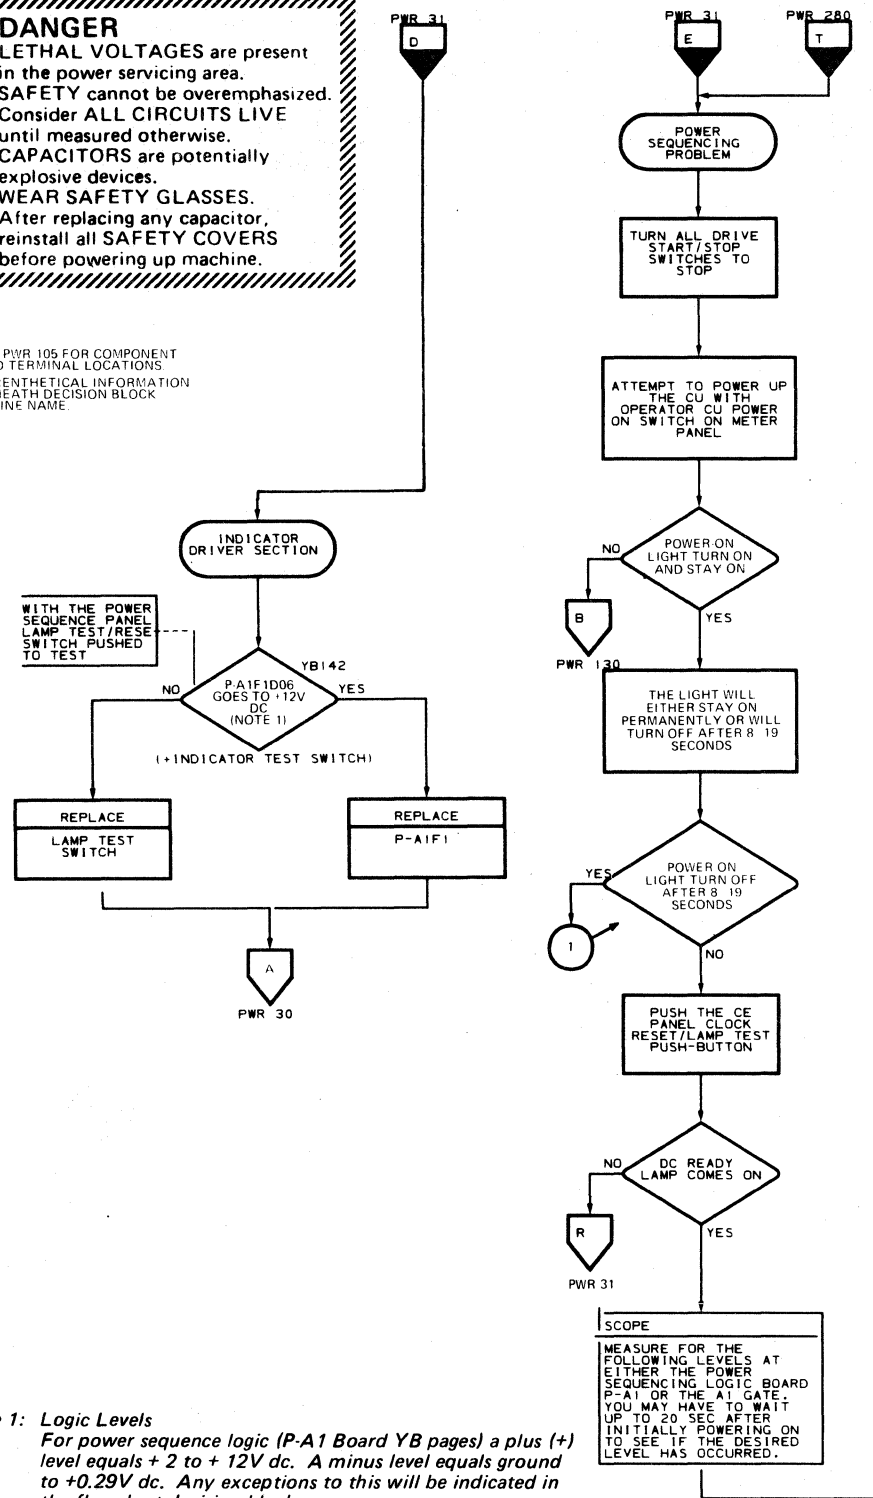 DANGER
LETHAL VOLTAGES are present
in the power servicing area.
SAFETY cannot be overemphasized.
Consider ALL CIRCUITS LIVE
until measured otherwise.
CAPACITORS are potentially
explosive devices.
WEAR SAFETY GLASSES.
After replacing any capacitor,
reinstall all SAFETY COVERS
before powering up machine.
PWR 105 FOR COMPONENT
TERMINAL LOCATIONS
INFORMATION
DECISION BLOCK
NAME.
PWR 31
D
INDICATOR
DRIVER SECTION
WITH THE POWER
SEQUENCE PANEL
LAMP TEST/RESE
SWITCH PUSHED
TO TEST
YB142
NO
P-A1F1D06
GOES TO +12V
DC
(NOTE 1)
YES
(+INDICATOR TEST SWITCH)
REPLACE
LAMP TEST
SWITCH
REPLACE
P-A1F1
A
PWR 30
PWR 31
E
PWR 280
T
POWER
SEQUENCING
PROBLEM
TURN ALL DRIVE
START/STOP
SWITCHES TO
STOP
ATTEMPT TO POWER UP
THE CU WITH
OPERATOR CU POWER
ON SWITCH ON METER
PANEL
NO
POWER-ON
LIGHT TURN ON
AND STAY ON
B
PWR 130
YES
THE LIGHT WILL
EITHER STAY ON
PERMANENTLY OR WILL
TURN OFF AFTER 8 19
SECONDS
YES
POWER ON
LIGHT TURN OFF
AFTER 8 19
SECONDS
1
NO
PUSH THE CE
PANEL CLOCK
RESET/LAMP TEST
PUSH-BUTTON
NO
DC READY
LAMP COMES ON
R
PWR 31
YES
SCOPE
MEASURE FOR THE
FOLLOWING LEVELS AT
EITHER THE POWER
SEQUENCING LOGIC BOARD
P-A1 OR THE A1 GATE.
YOU MAY HAVE TO WAIT
UP TO 20 SEC AFTER
INITIALLY POWERING ON
TO SEE IF THE DESIRED
LEVEL HAS OCCURRED.
1: Logic Levels
For power sequence logic (P-A1 Board YB pages) a plus (+)
level equals + 2 to + 12V dc. A minus level equals ground
to +0.29V dc. Any exceptions to this will be indicated in